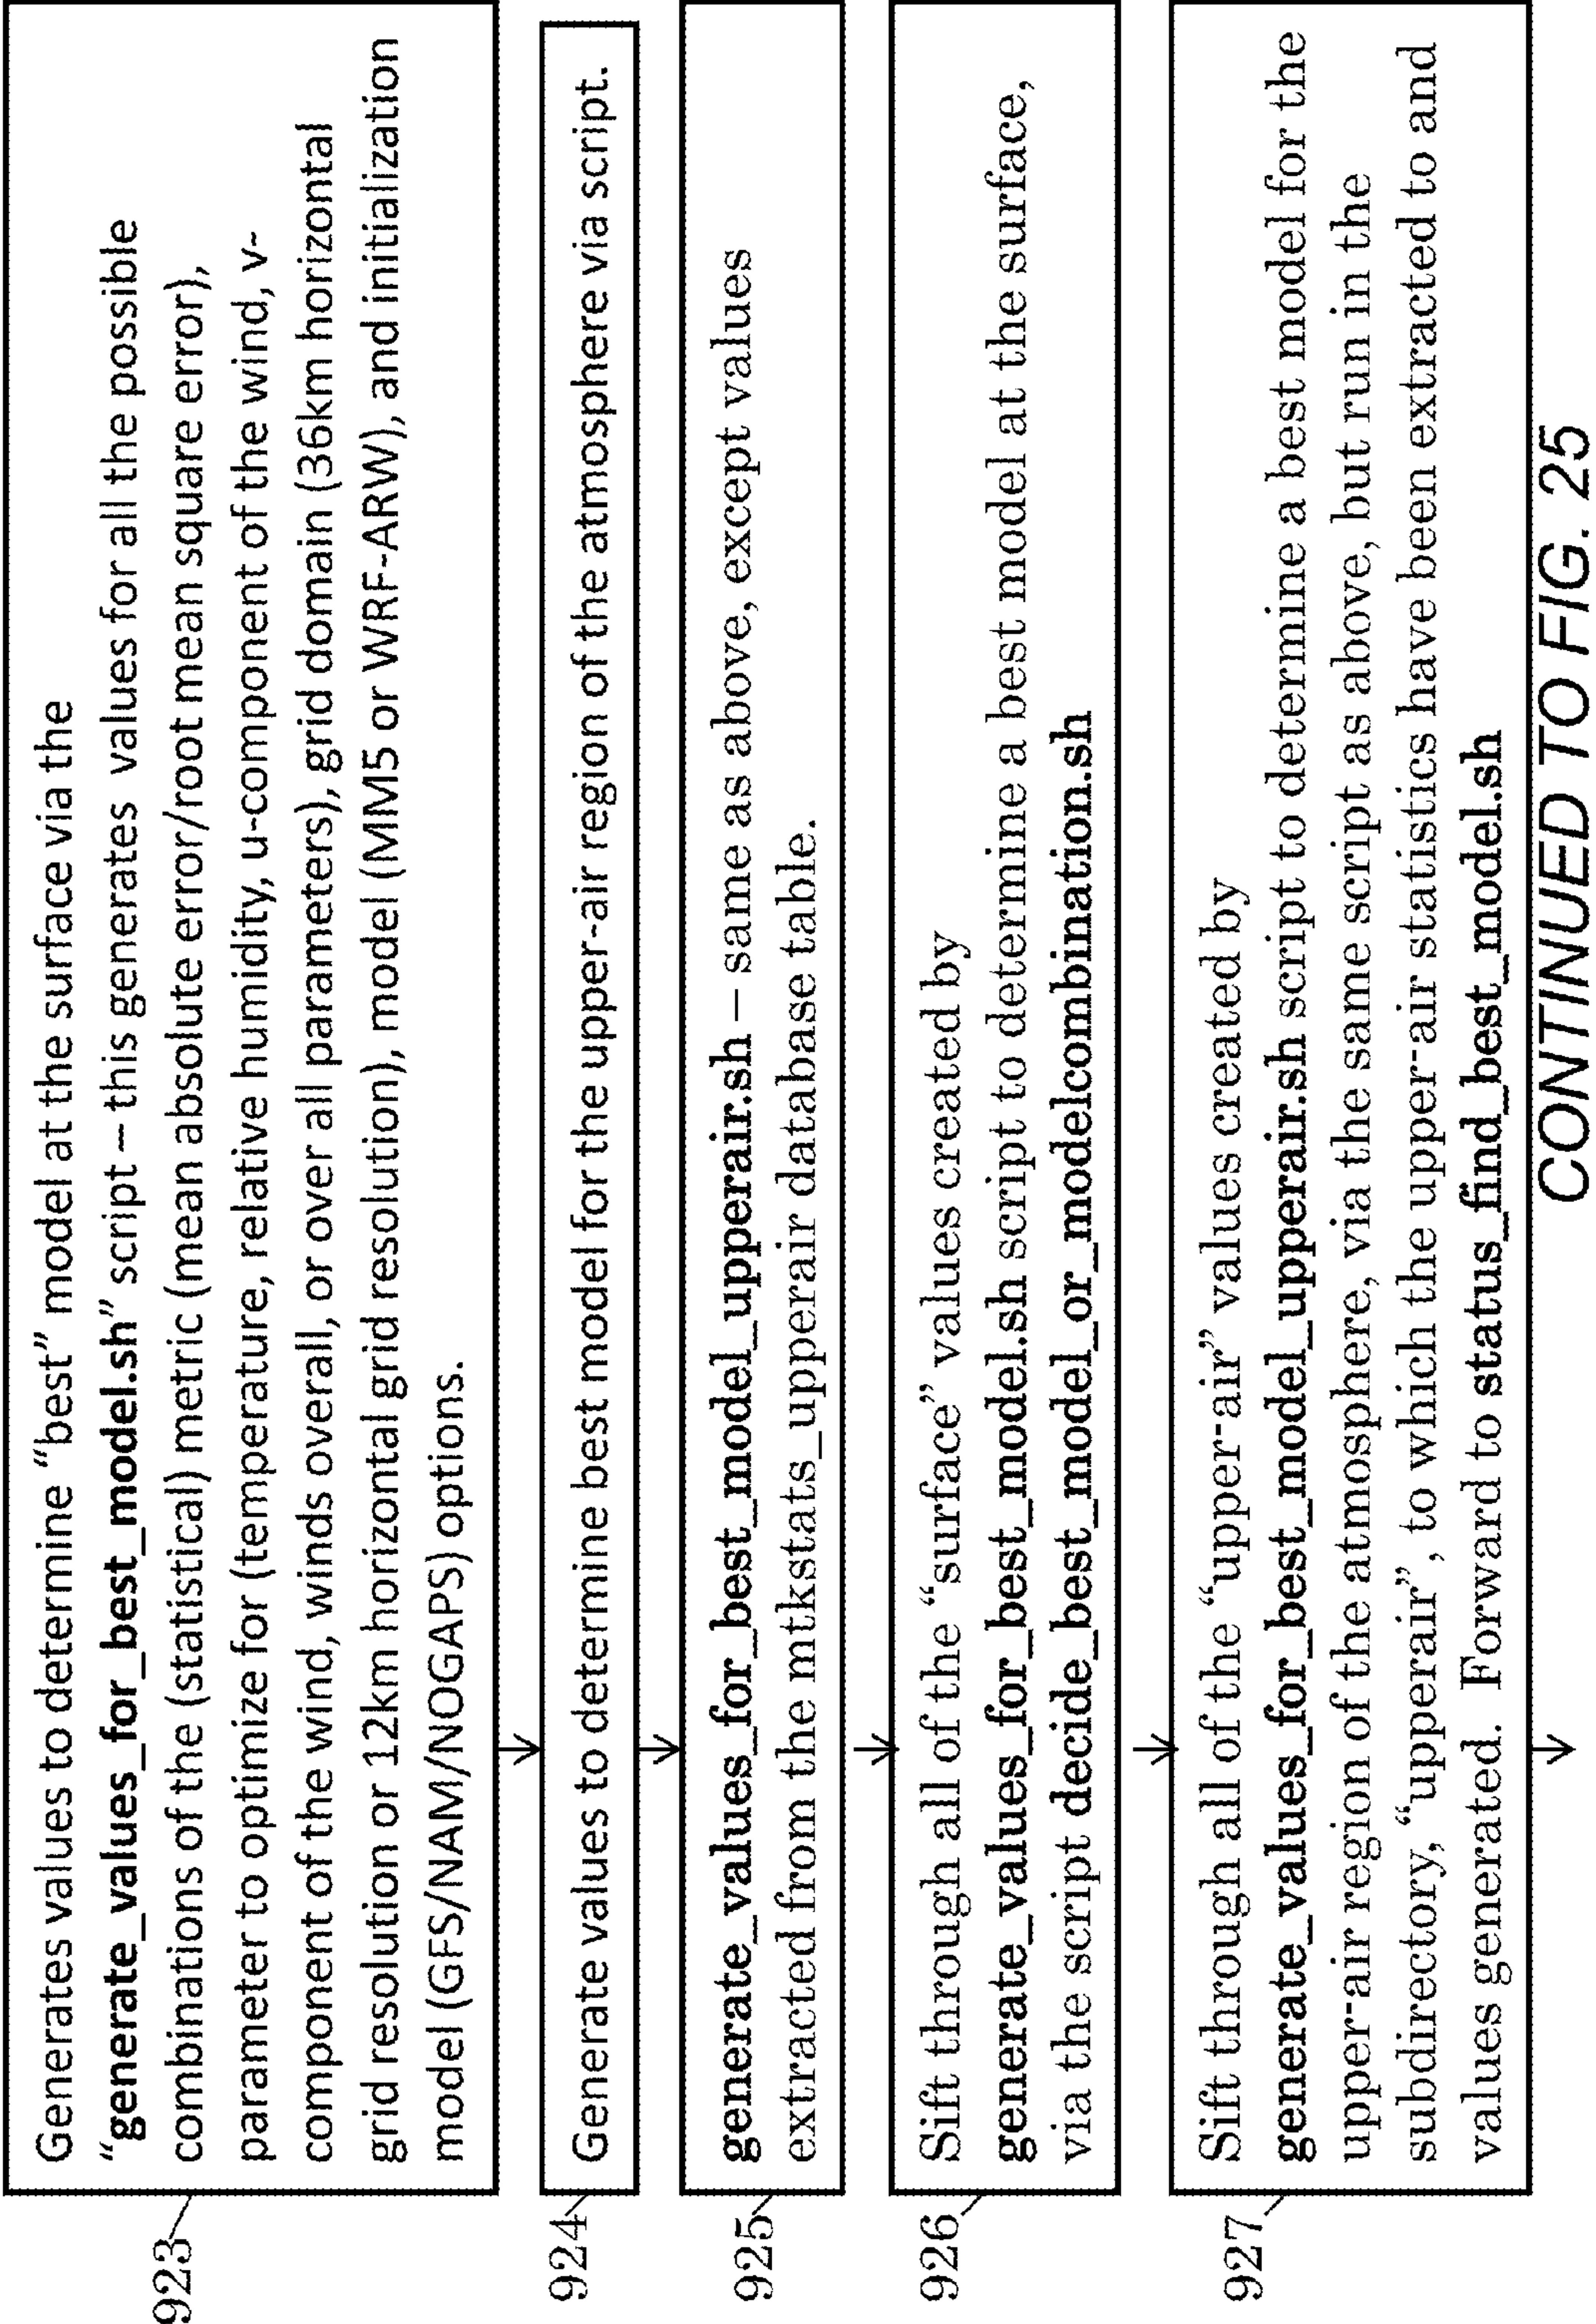 923
Generates values to determine “best” model at the surface via the
“generate_values_for_best_model.sh” script – this generates values for all the possible
combinations of the (statistical) metric (mean absolute error/root mean square error),
parameter to optimize for (temperature, relative humidity, u-component of the wind, v-
component of the wind, winds overall, or over all parameters), grid domain (36km horizontal
grid resolution or 12km horizontal grid resolution), model (MM5 or WRF-ARW), and initialization
model (GFS/NAM/NOGAPS) options.
924
Generate values to determine best model for the upper-air region of the atmosphere via script.
925
generate_values_for_best_model_upperair.sh – same as above, except values
extracted from the mtkstats_upperair database table.
926
Sift through all of the “surface” values created by
generate_values_for_best_model.sh script to determine a best model at the surface,
via the script decide_best_model_or_modelcombination.sh
927
Sift through all of the “upper-air” values created by
generate_values_for_best_model_upperair.sh script to determine a best model for the
upper-air region of the atmosphere, via the same script as above, but run in the
subdirectory, “upperair”, to which the upper-air statistics have been extracted to and
values generated. Forward to status_find_best_model.sh
CONTINUED TO FIG. 25